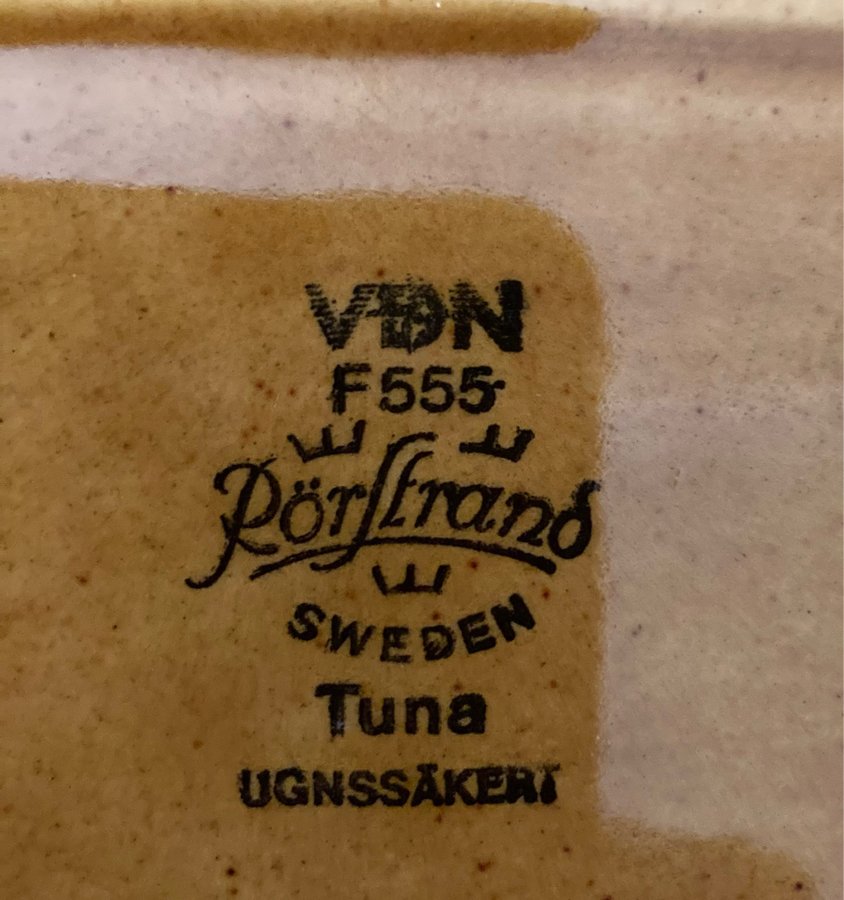 VDN
F555
Rörstrand
SWEDEN
Tuna
UGNSSÄKERT